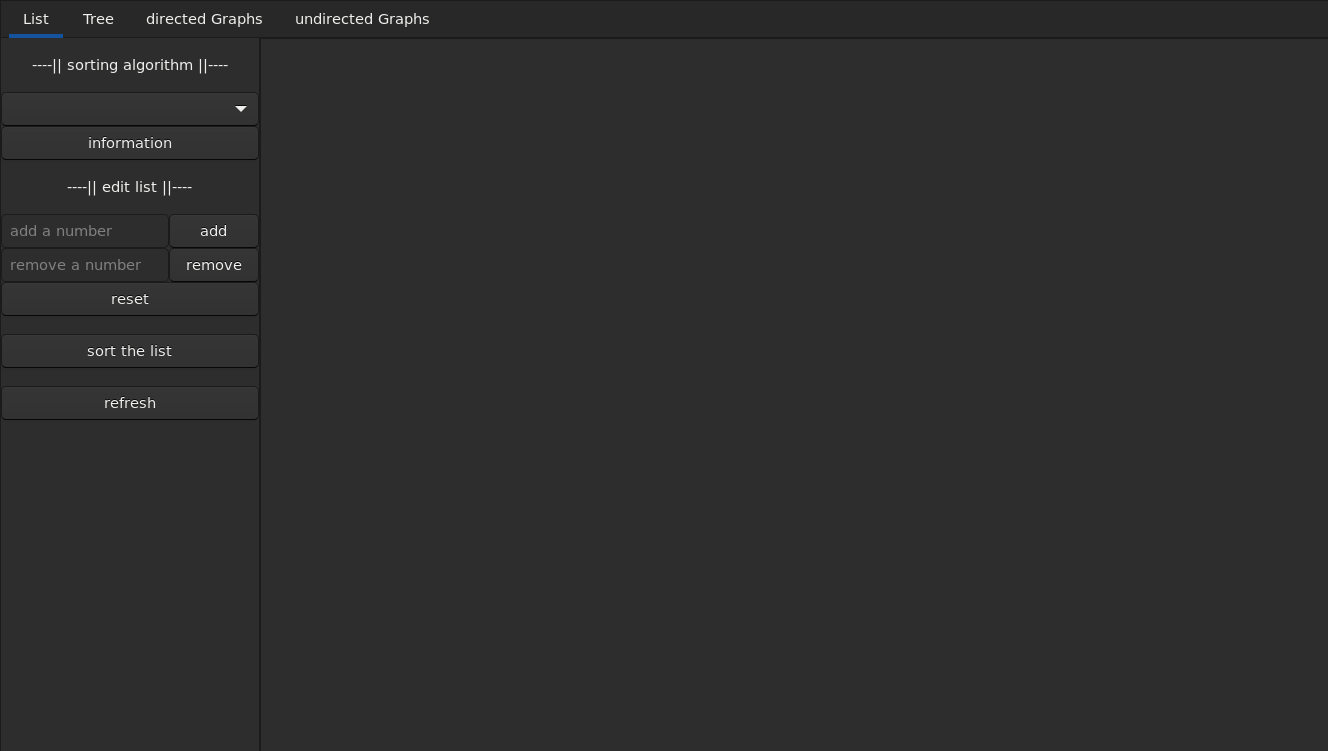 List Tree directed Graphs undirected Graphs
----|| sorting algorithm ||----
information
----|| edit list ||----
add a number add
remove a number remove
reset
sort the list
refresh